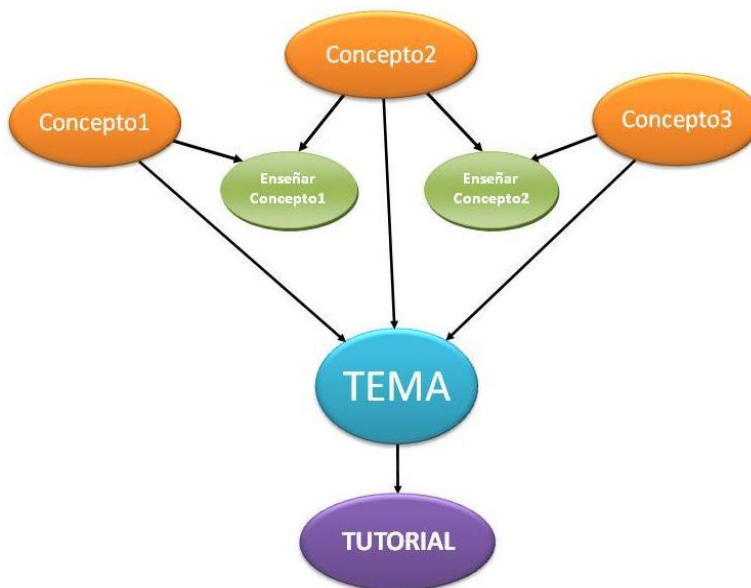 Concepto2
Concepto1
Concepto3
Enseñar
Concepto1
Enseñar
Concepto2
TEMA
TUTORIAL